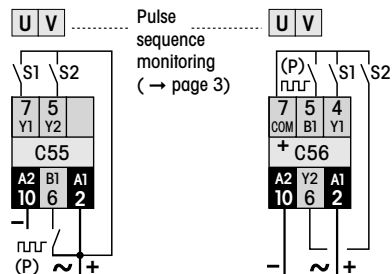 U V
Pulse
sequence
monitoring
( → page 3)
U V
S1 S2
7 5
Y1 Y2
C55
A2 B1 A1
10 6 2
−
(P) ~ +
(P) S1 S2
7 5 4
COM B1 Y1
+ C56
A2 Y2 A1
10 6 2
− ~ +